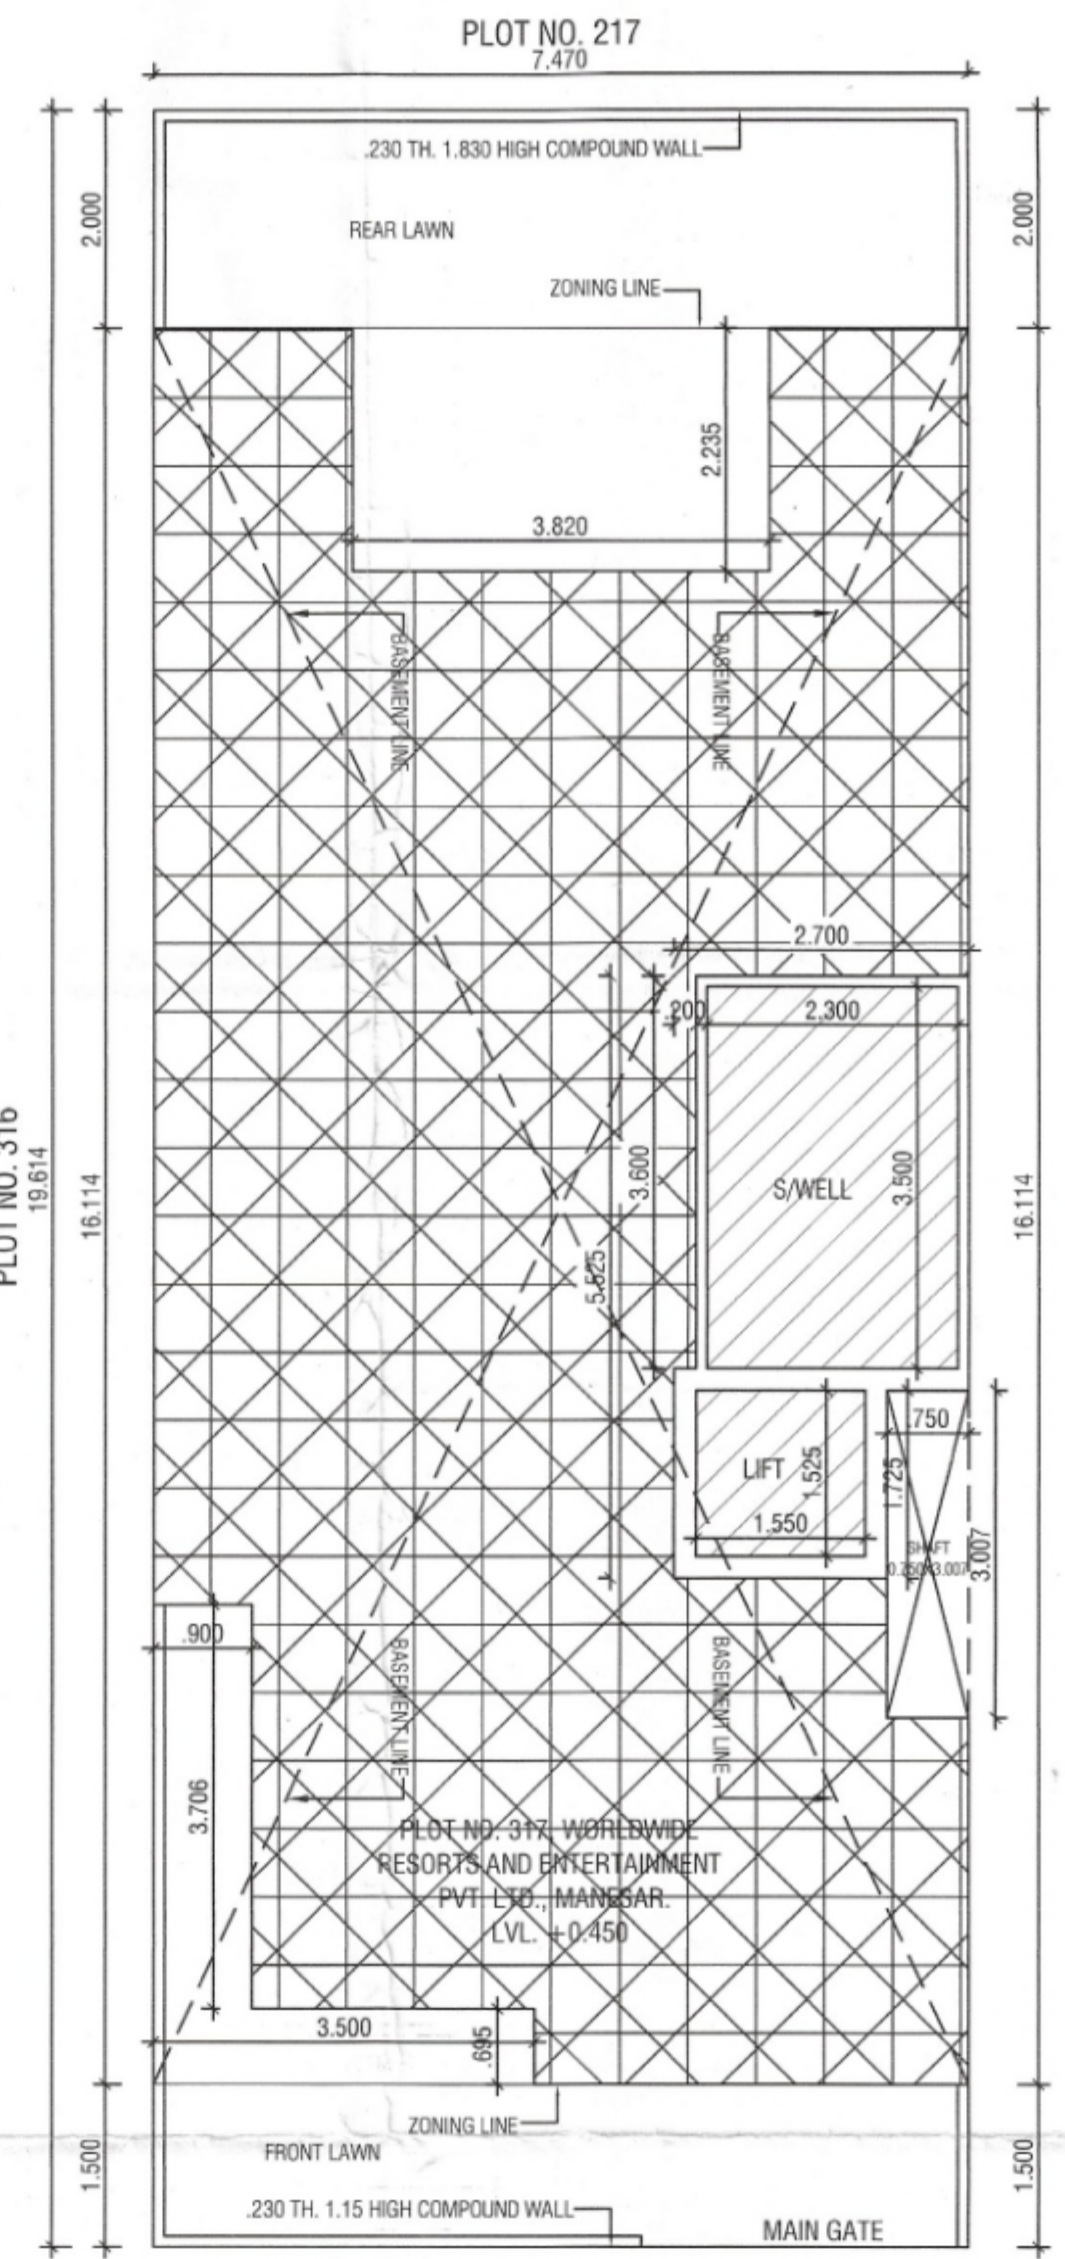 PLOT NO. 217
7.470
.230 TH. 1.830 HIGH COMPOUND WALL
2.000
2.000
REAR LAWN
ZONING LINE
2.235
3.820
BASEMENT LINE
BASEMENT LINE
2.700
.200
2.300
PLOT NO. 316
19.614
16.114
3.600
S/WELL
3.500
16.114
5.525
.750
LIFT
1.525
1.725
1.550
SHAFT
0.750X3.007
3.007
.900
BASEMENT LINE
BASEMENT LINE
3.706
PLOT NO. 317, WORLDWIDE
RESORTS AND ENTERTAINMENT
PVT. LTD., MANESAR.
LVL. +0.450
3.500
.695
ZONING LINE
FRONT LAWN
1.500
1.500
.230 TH. 1.15 HIGH COMPOUND WALL
MAIN GATE